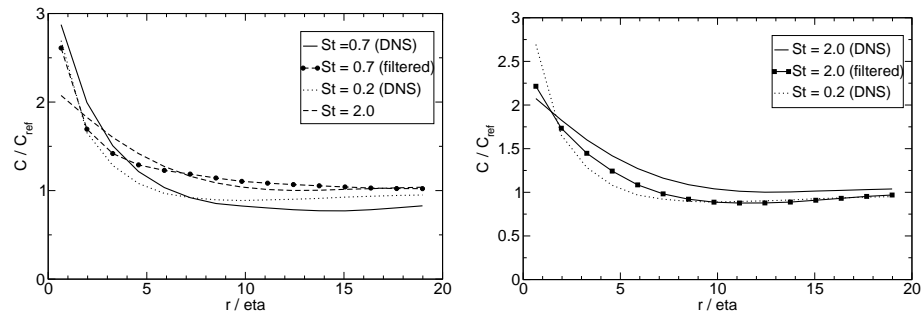 3
2
1
0
0
5
10
15
20
r / eta
C / C_ref
St =0.7 (DNS)
St = 0.7 (filtered)
St = 0.2 (DNS)
St = 2.0
3
2.5
2
1.5
1
0.5
0
0
5
10
15
20
r / eta
C / C_ref
St = 2.0 (DNS)
St = 2.0 (filtered)
St = 0.2 (DNS)